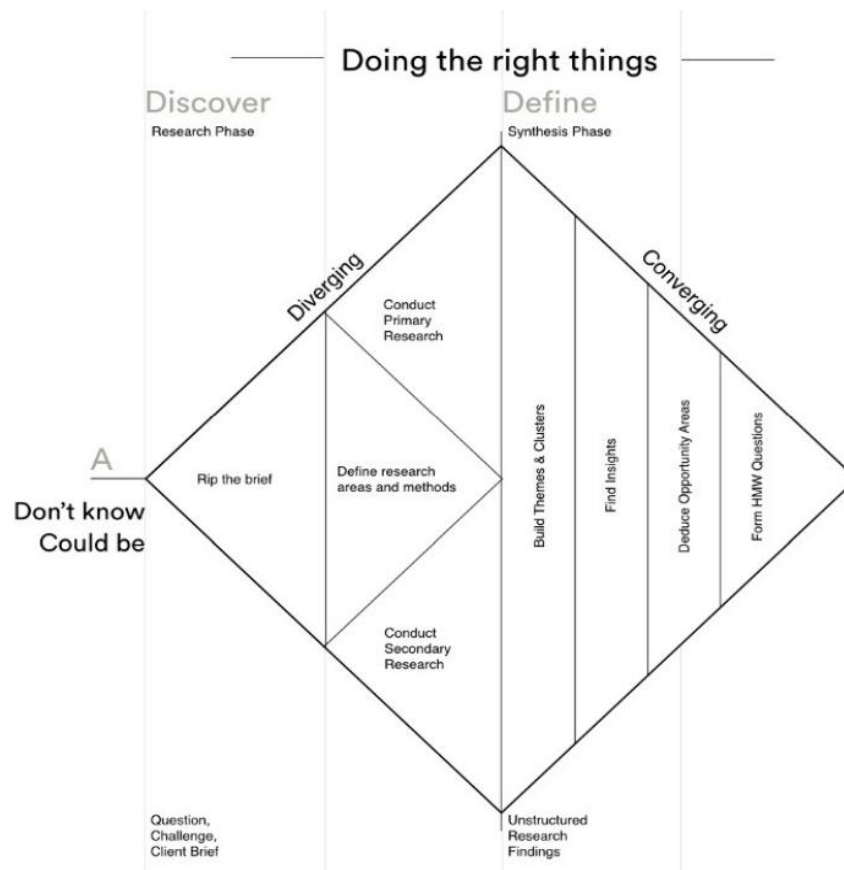 Doing the right things
Discover
Define
Research Phase
Synthesis Phase
Diverging
Converging
Conduct
Primary
Research
A
Don't know
Could be
Rip the brief
Define research
areas and methods
Build Themes & Clusters
Find Insights
Deduce Opportunity Areas
Form HMW Questions
Conduct
Secondary
Research
Question,
Challenge,
Client Brief
Unstructured
Research
Findings